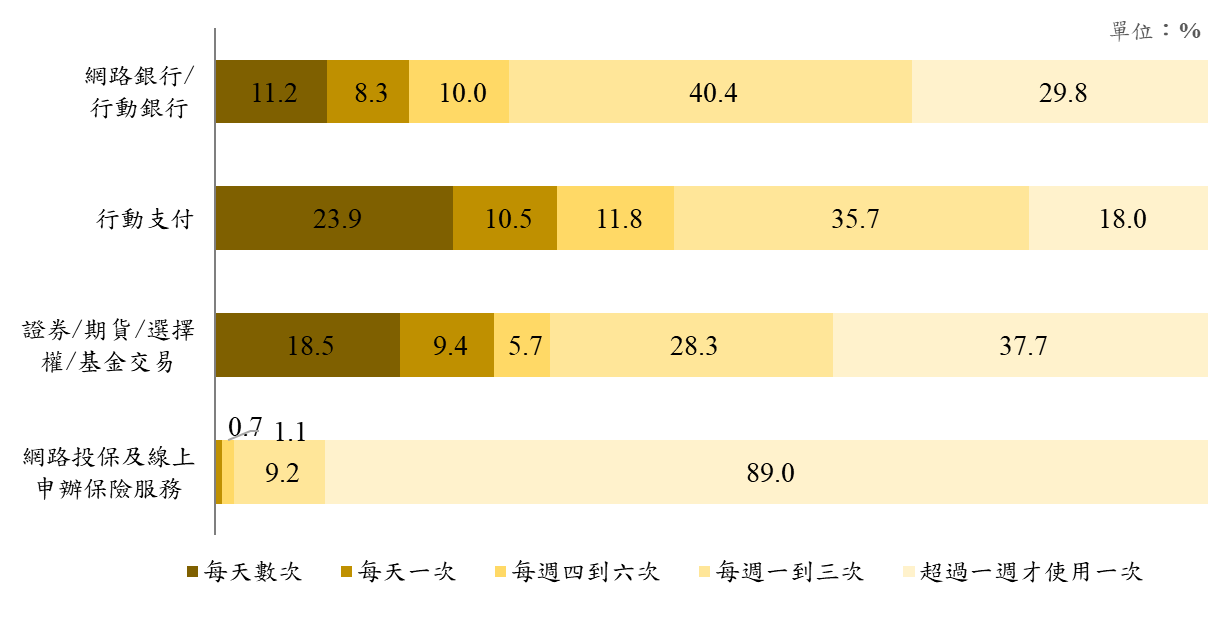 單位：%
網路銀行/
行動銀行
11.2 8.3 10.0 40.4 29.8
行動支付
23.9 10.5 11.8 35.7 18.0
證券/期貨/選擇
權/基金交易
18.5 9.4 5.7 28.3 37.7
0.7 1.1
網路投保及線上
申辦保險服務
9.2 89.0
每天數次 每天一次 每週四到六次 每週一到三次 超過一週才使用一次